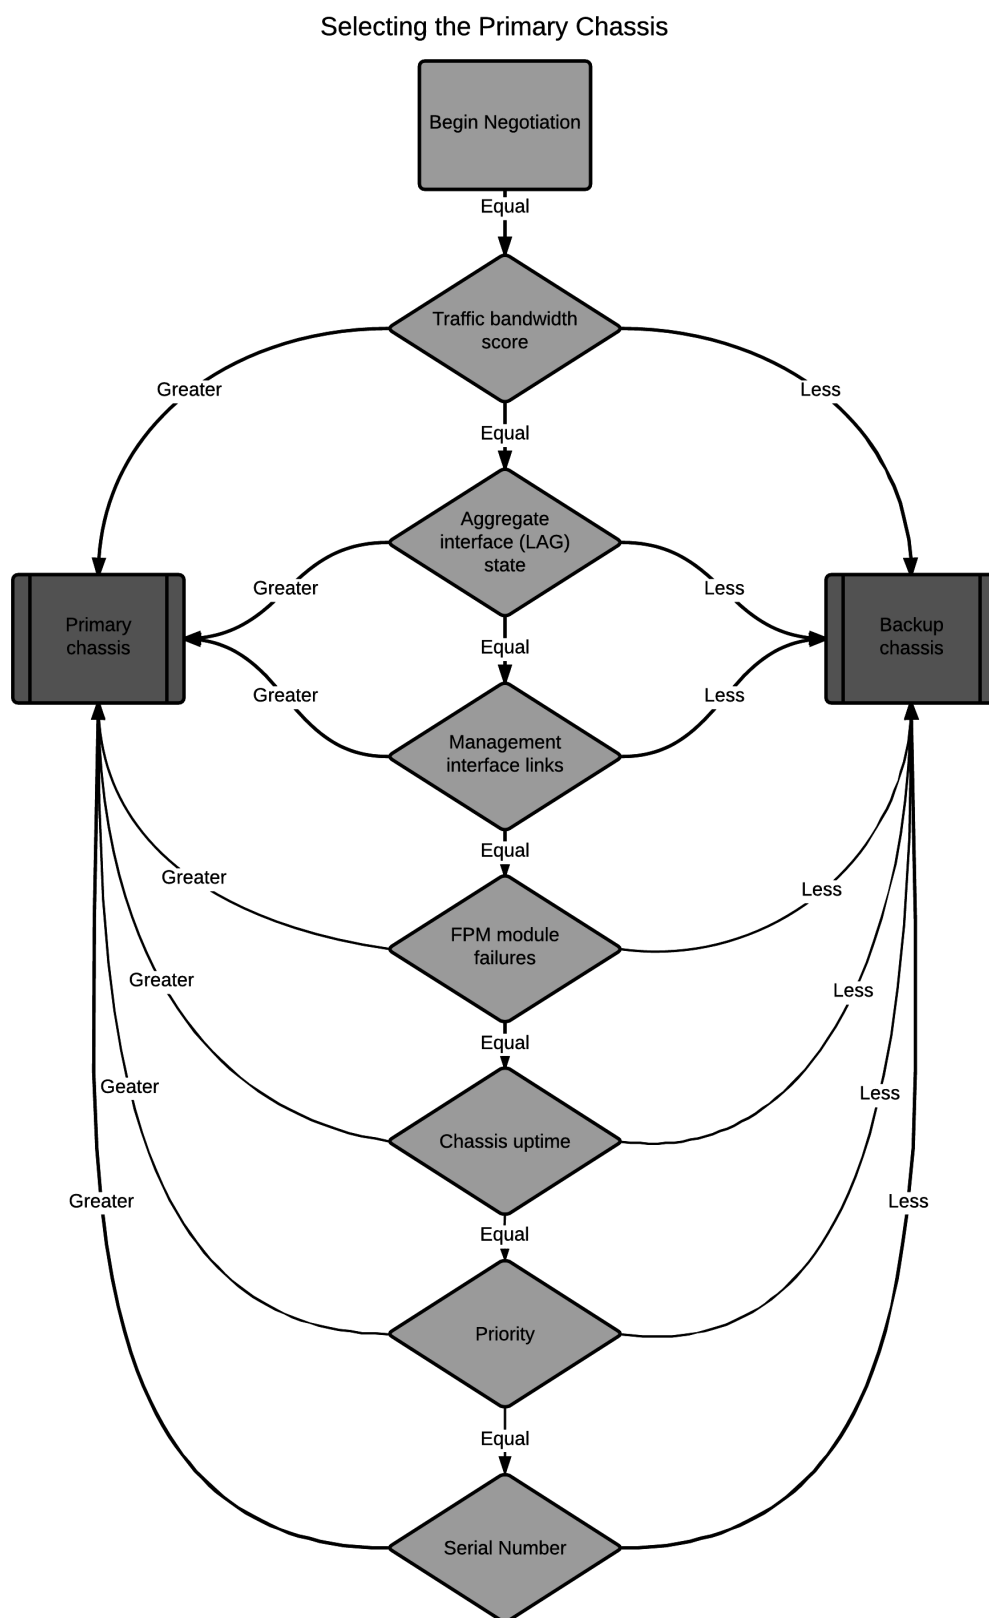 Selecting the Primary Chassis
Begin Negotiation
Equal
Traffic bandwidth
score
Greater
Less
Equal
Aggregate
interface (LAG)
state
Greater
Less
Primary
chassis
Backup
chassis
Equal
Greater
Less
Management
interface links
Equal
Greater
Less
FPM module
failures
Greater
Less
Equal
Geater
Less
Chassis uptime
Greater
Less
Equal
Priority
Equal
Serial Number